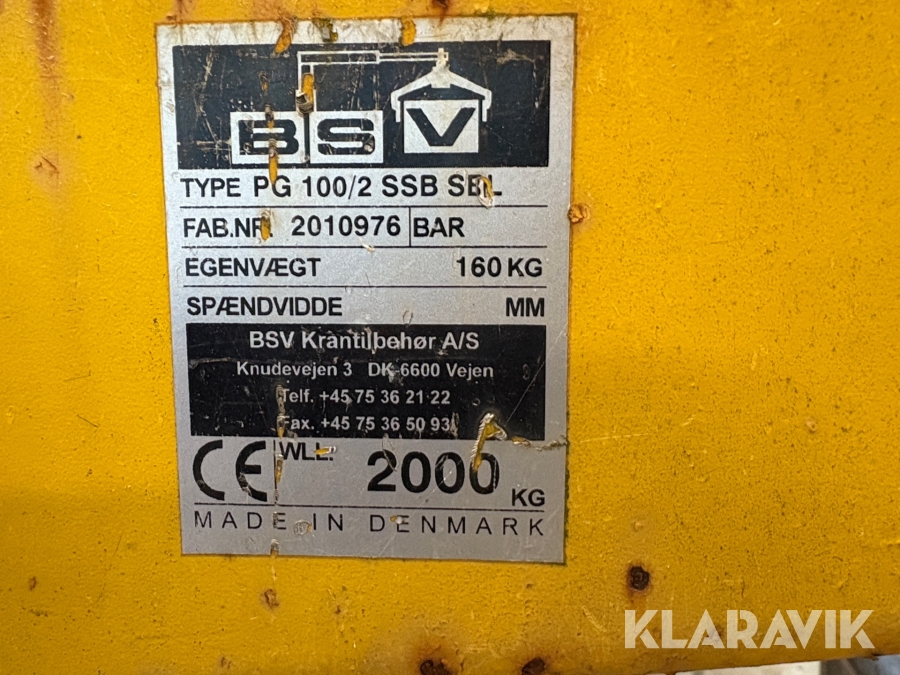 BSV
TYPE PG 100/2 SSB SBL
FAB.NR. 2010976 BAR
EGENVÆGT 160 KG
SPÆNDVIDDE MM
BSV Krantilbehør A/S
Knudevejen 3 DK-6600 Vejen
Telf. +45 75 36 21 22
Fax. +45 75 36 50 93
CE WLL: 2000 KG
MADE IN DENMARK
KLARAVIK